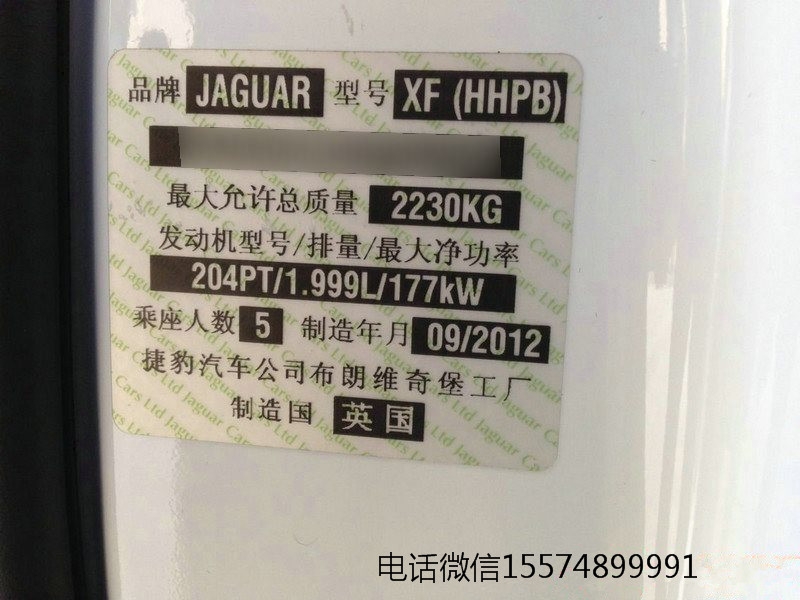 品牌 JAGUAR 型号 XF (HHPB)
最大允许总质量 2230KG
发动机型号/排量/最大净功率
204PT/1.999L/177kW
乘座人数 5 制造年月 09/2012
捷豹汽车公司布朗维奇堡工厂
制造国 英国
电话微信15574899991